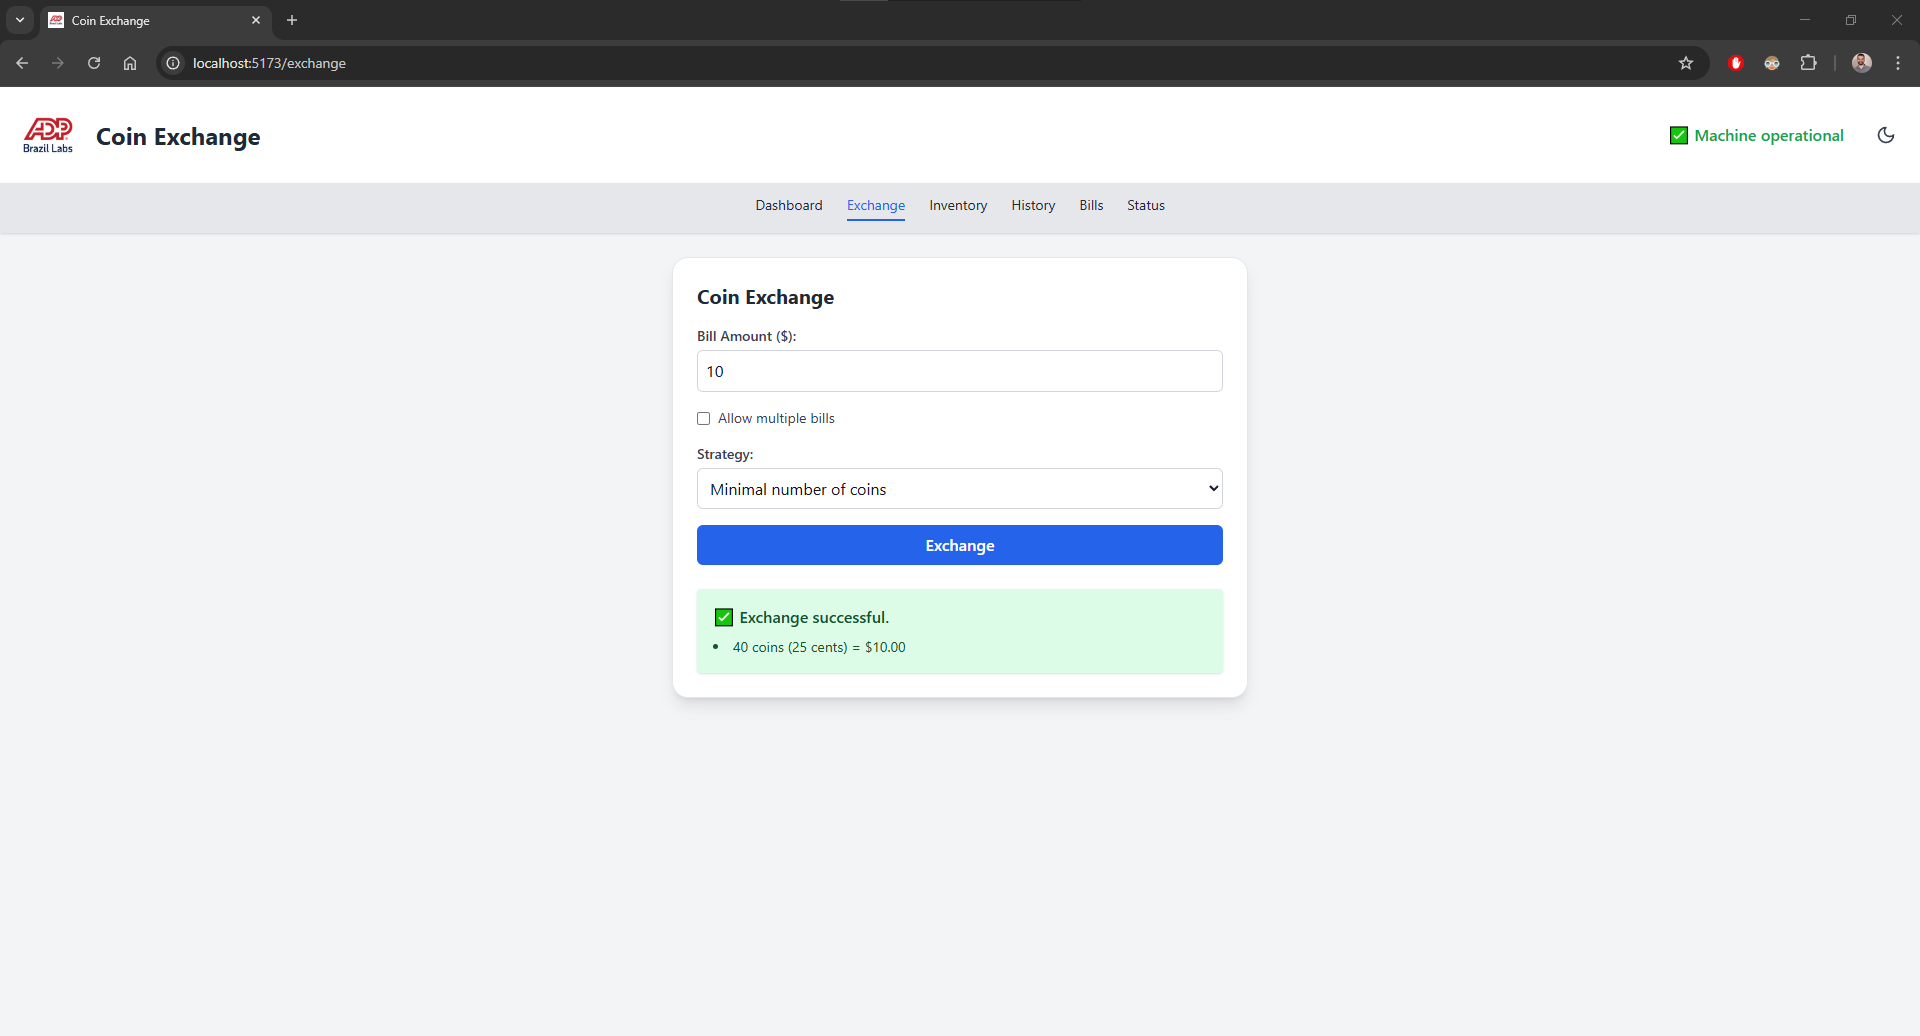 Coin Exchange
localhost:5173/exchange
ADP
Brazil Labs
Coin Exchange
✅ Machine operational
Dashboard Exchange Inventory History Bills Status
Coin Exchange
Bill Amount ($):
10
Allow multiple bills
Strategy:
Minimal number of coins
Exchange
✅ Exchange successful.
• 40 coins (25 cents) = $10.00